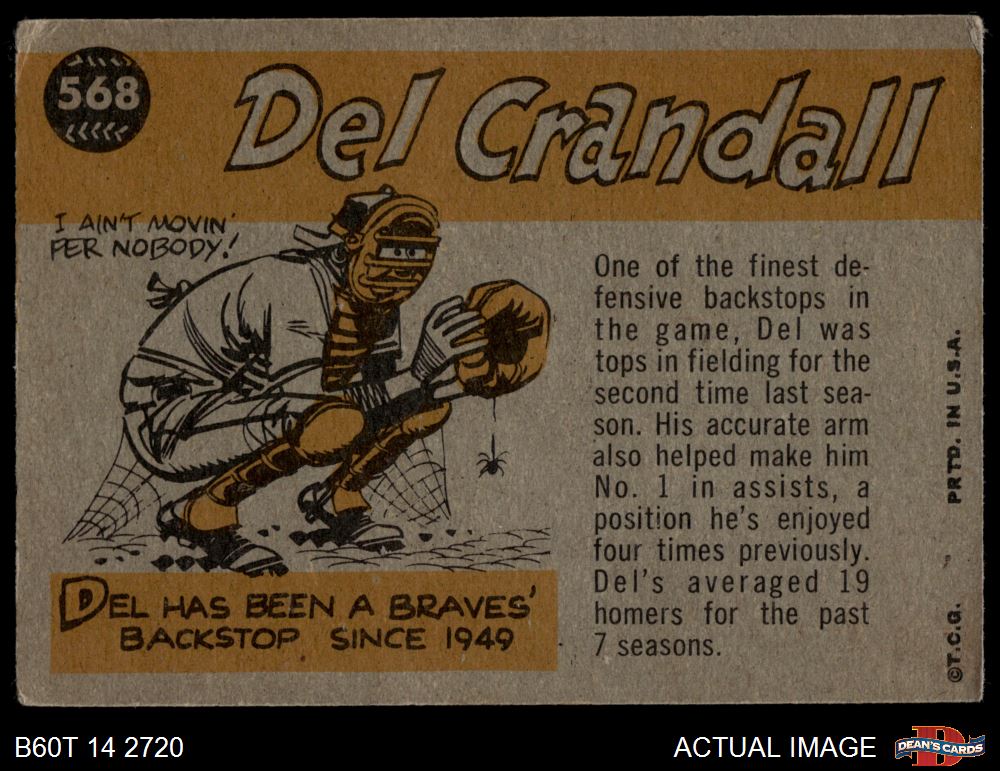 568
Del Crandall
I AIN'T MOVIN'
FER NOBODY!
One of the finest de-
fensive backstops in
the game, Del was
tops in fielding for the
second time last sea-
son. His accurate arm
also helped make him
No. 1 in assists, a
position he's enjoyed
four times previously.
Del's averaged 19
homers for the past
7 seasons.
DEL HAS BEEN A BRAVES'
BACKSTOP SINCE 1949
©T.C.G. PRTD. IN U.S.A.
B60T 14 2720
ACTUAL IMAGE
DEAN'S CARDS